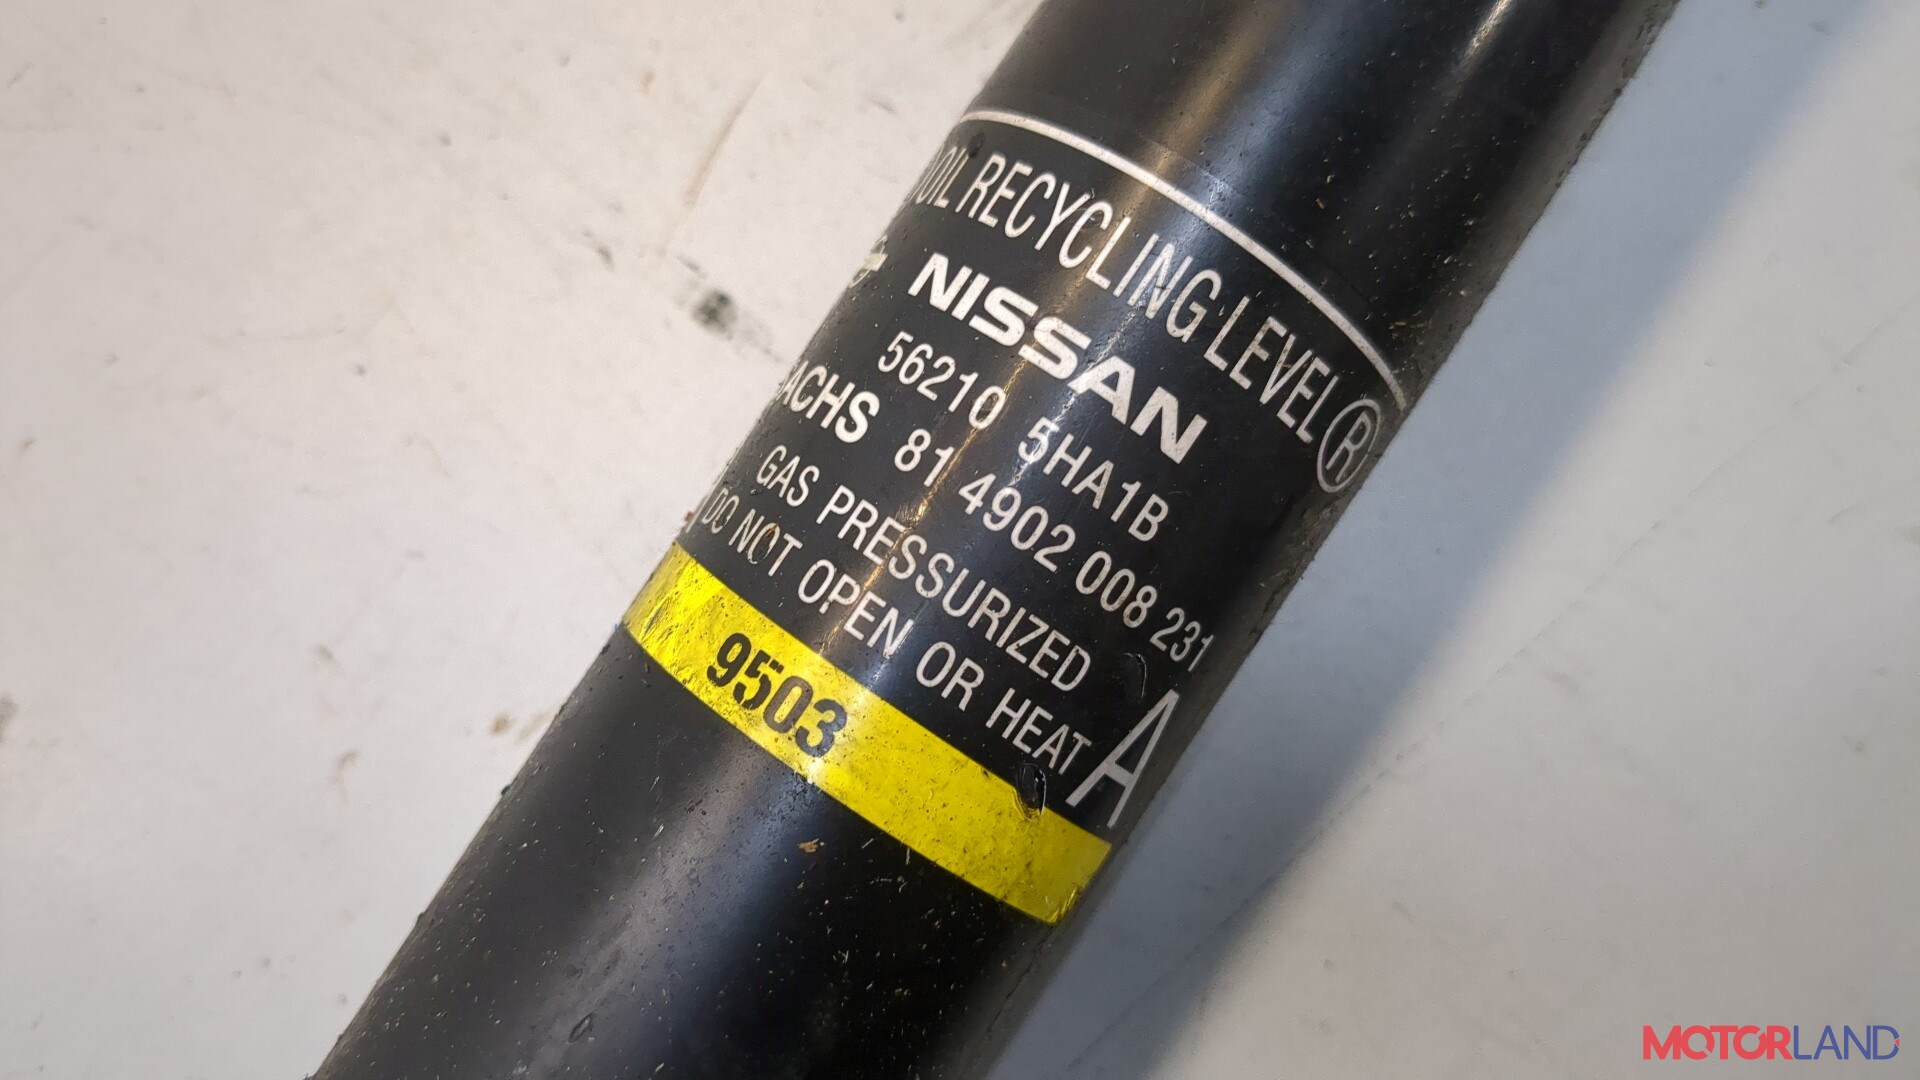 OIL RECYCLING LEVEL ®
NISSAN
56210 5HA1B
ACHS 81 4902 008 231
GAS PRESSURIZED
DO NOT OPEN OR HEAT A
9503
MOTORLAND